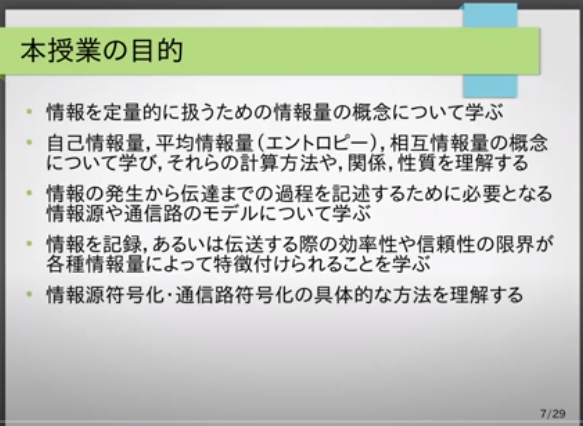 本授業の目的
• 情報を定量的に扱うための情報量の概念について学ぶ
• 自己情報量，平均情報量（エントロピー），相互情報量の概念
について学び，それらの計算方法や，関係，性質を理解する
• 情報の発生から伝達までの過程を記述するために必要となる
情報源や通信路のモデルについて学ぶ
• 情報を記録，あるいは伝送する際の効率性や信頼性の限界が
各種情報量によって特徴付けられることを学ぶ
• 情報源符号化・通信路符号化の具体的な方法を理解する
7/29